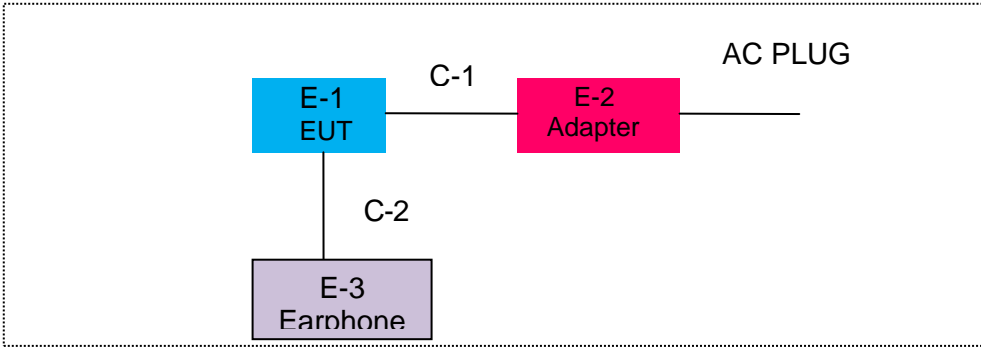 AC PLUG
C-1
E-1
EUT
E-2
Adapter
C-2
E-3
Earphone